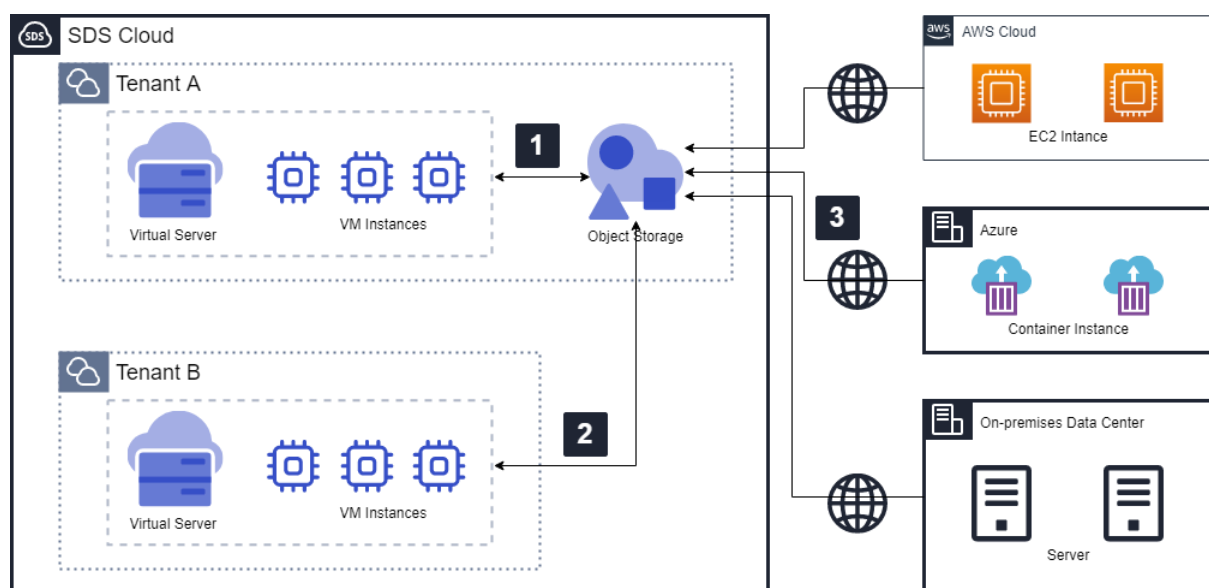 SDS
SDS Cloud
Tenant A
Virtual Server
VM Instances
1
Object Storage
Tenant B
Virtual Server
VM Instances
2
3
aws
AWS Cloud
EC2 Intance
Azure
Container Instance
On-premises Data Center
Server